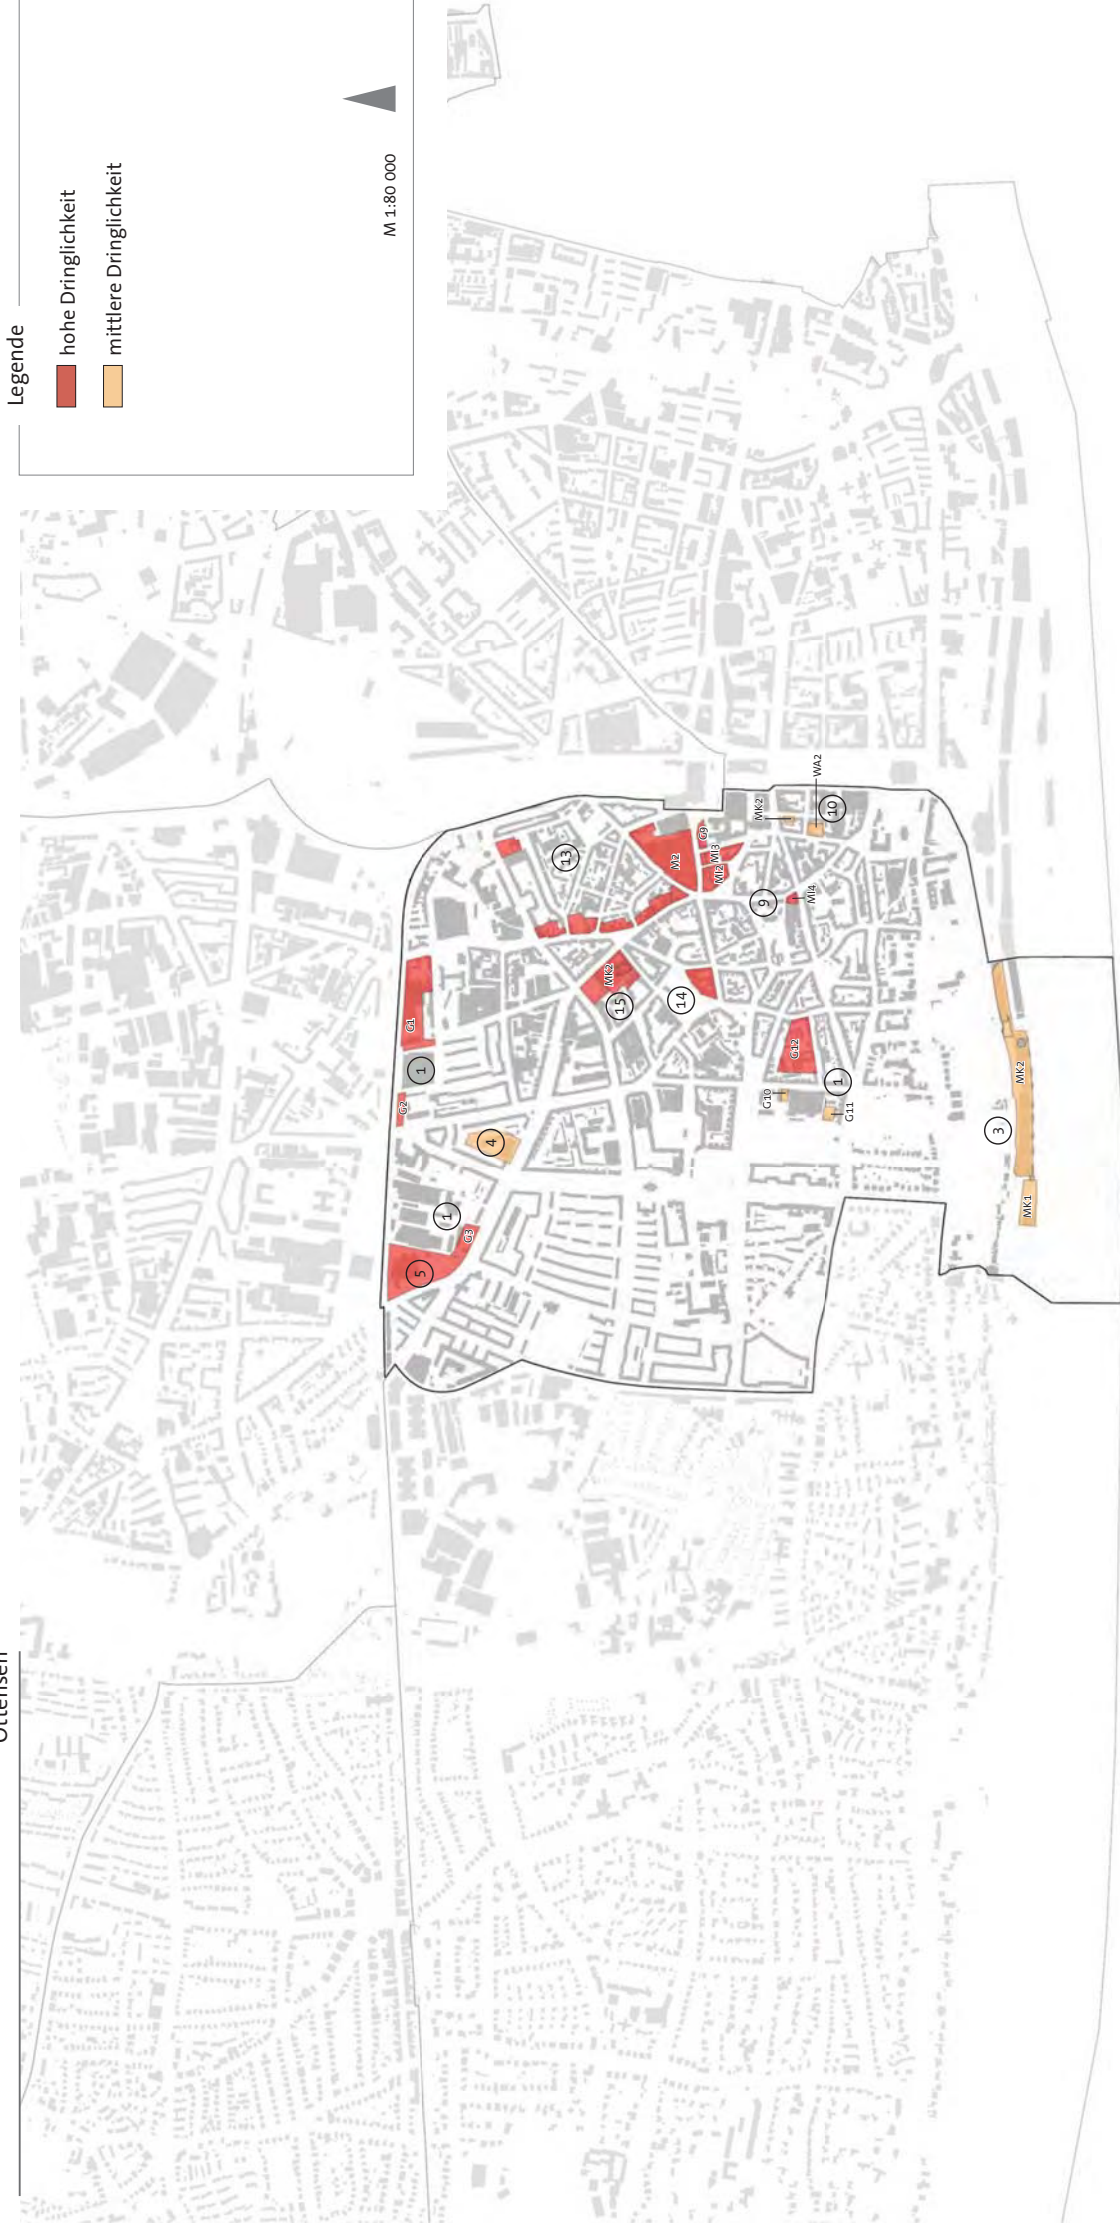 Ottensen
Legende
hohe Dringlichkeit
mittlere Dringlichkeit
M 1:80 000
5
1
G3
4
G2
1
G1
13
MK2
15
14
M2
G9
MI2
MI3
9
MI4
MK2
WA2
10
G12
G10
G11
1
3
MK1
MK2